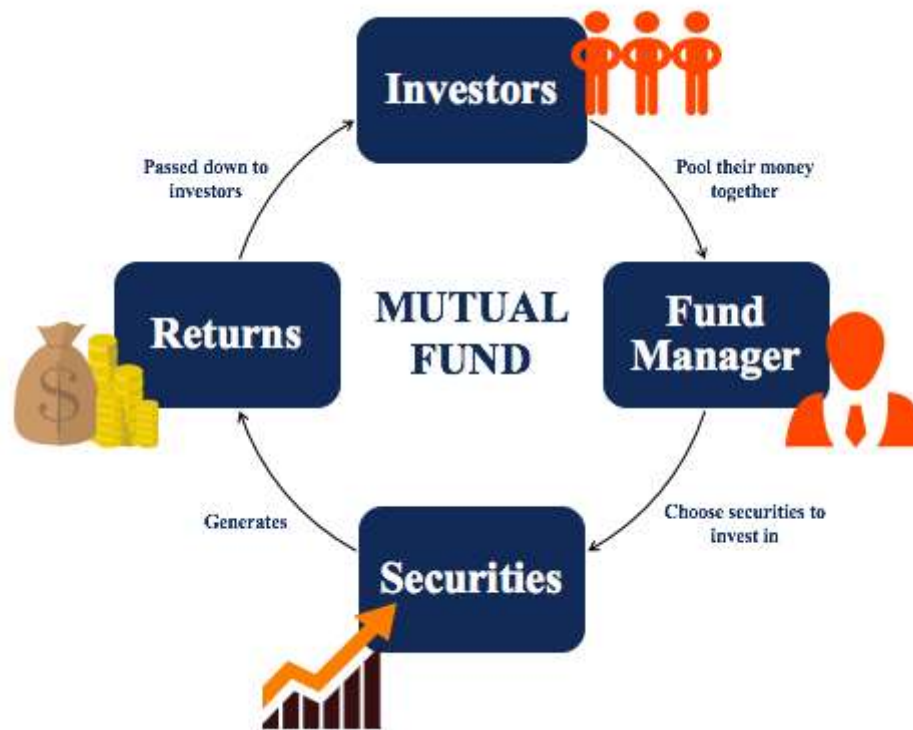 Investors
Passed down to
investors
Pool their money
together
Returns
MUTUAL
FUND
Fund
Manager
$
Generates
Choose securities to
invest in
Securities